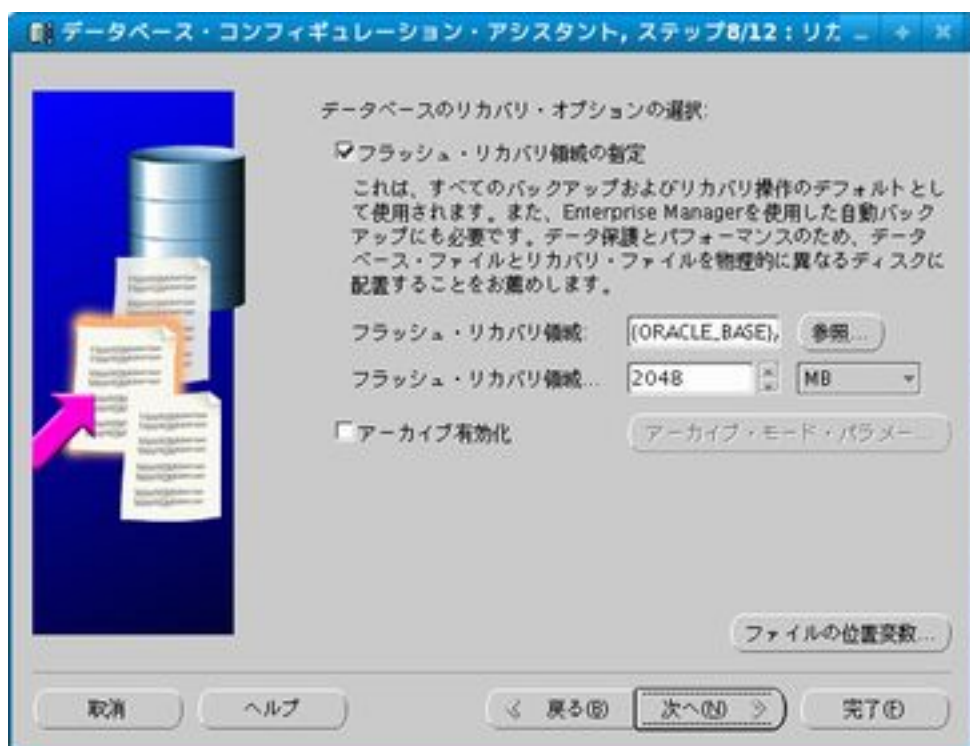 データベース・コンフィギュレーション・アシスタント, ステップ8/12 : リカ
データベースのリカバリ・オプションの選択:
フラッシュ・リカバリ領域の指定
これは、すべてのバックアップおよびリカバリ操作のデフォルトとし
て使用されます。また、Enterprise Managerを使用した自動バック
アップにも必要です。データ保護とパフォーマンスのため、データ
ベース・ファイルとリカバリ・ファイルを物理的に異なるディスクに
配置することをお薦めします。
フラッシュ・リカバリ領域: {ORACLE_BASE}, 参照...
フラッシュ・リカバリ領域... 2048 MB
アーカイブ有効化 アーカイブ・モード・パラメー...
ファイルの位置変数...
取消 ヘルプ 戻る(B) 次へ(N) 完了(F)